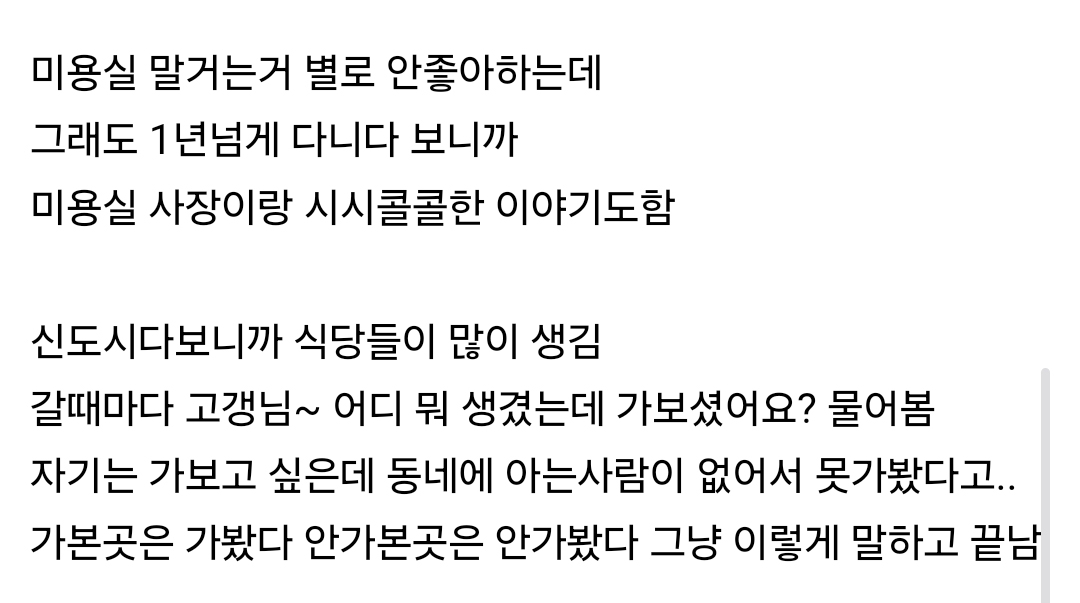 미용실 말거는거 별로 안좋아하는데
그래도 1년넘게 다니다 보니까
미용실 사장이랑 시시콜콜한 이야기도함
신도시다보니까 식당들이 많이 생김
갈때마다 고갱님~ 어디 뭐 생겼는데 가보셨어요? 물어봄
자기는 가보고 싶은데 동네에 아는사람이 없어서 못가봤다고..
가본곳은 가봤다 안가본곳은 안가봤다 그냥 이렇게 말하고 끝남